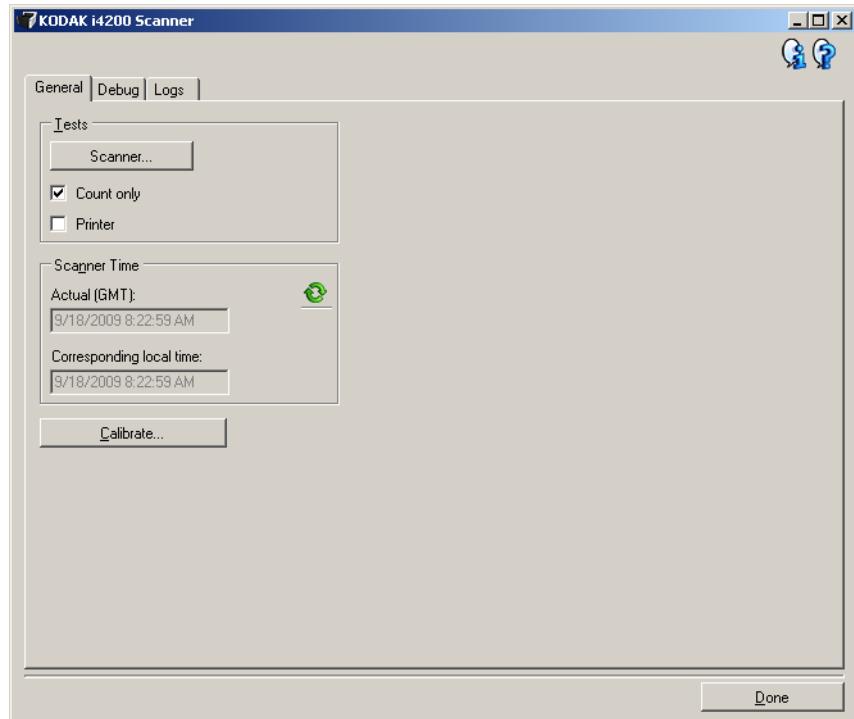 KODAK i4200 Scanner
General Debug Logs
Tests
Scanner...
Count only
Printer
Scanner Time
Actual (GMT):
9/18/2009 8:22:59 AM
Corresponding local time:
9/18/2009 8:22:59 AM
Calibrate...
Done